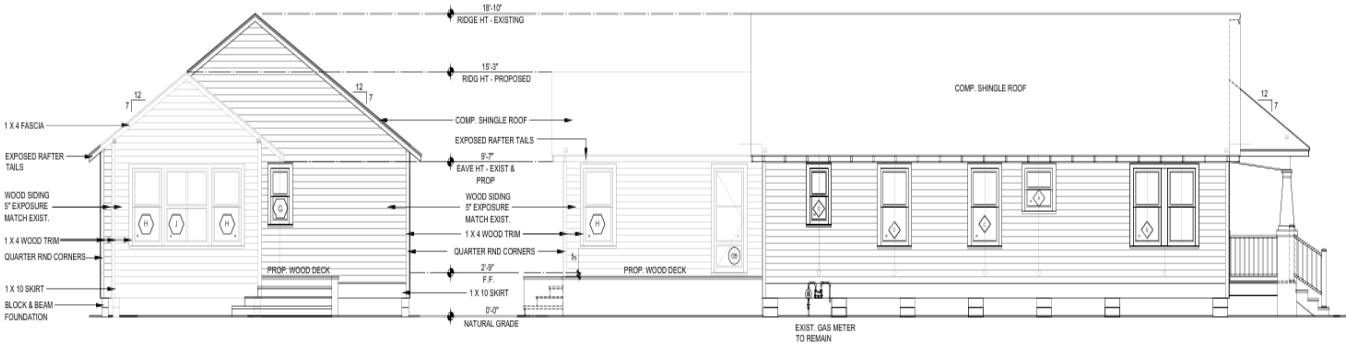 18'-10"
RIDGE HT - EXISTING
15'-3"
RIDG HT - PROPOSED
12
7
12
7
12
7
COMP. SHINGLE ROOF
1 X 4 FASCIA
COMP. SHINGLE ROOF
EXPOSED RAFTER TAILS
EXPOSED RAFTER
TAILS
9'-7"
EAVE HT - EXIST &
PROP
WOOD SIDING
5" EXPOSURE
MATCH EXIST.
WOOD SIDING
5" EXPOSURE
MATCH EXIST.
G
H
J
H
H
1 X 4 WOOD TRIM
1 X 4 WOOD TRIM
QUARTER RND CORNERS
QUARTER RND CORNERS
PROP. WOOD DECK
2'-9"
F.F.
PROP. WOOD DECK
1 X 10 SKIRT
1 X 10 SKIRT
BLOCK & BEAM
FOUNDATION
0'-0"
NATURAL GRADE
EXIST. GAS METER
TO REMAIN